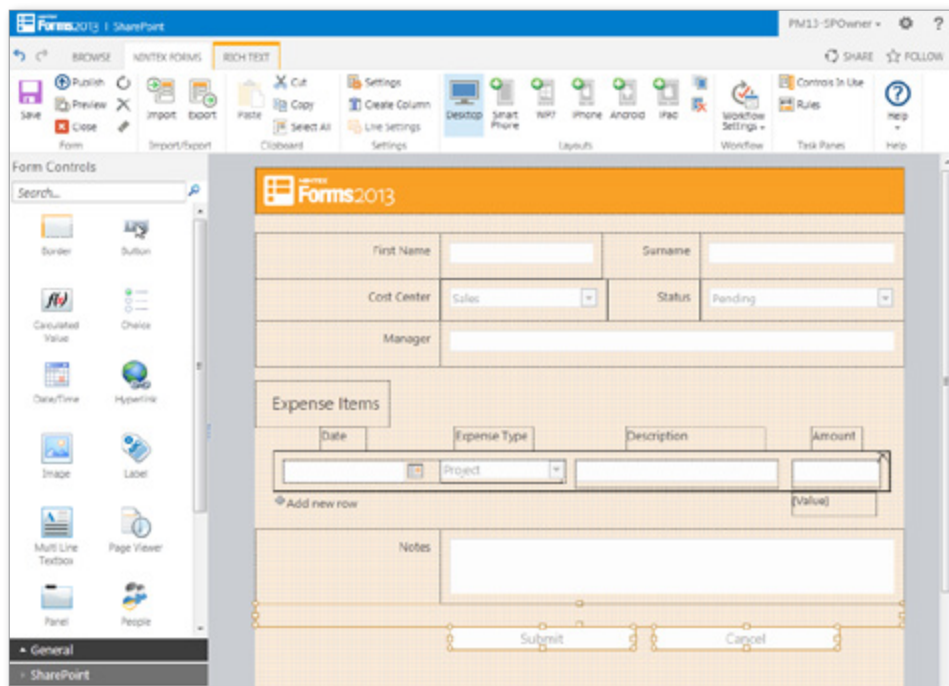 NINTEX
Forms2013 | SharePoint
PM13-SPOwner
?
BROWSE NINTEX FORMS RICH TEXT
SHARE FOLLOW
Save
Publish
Preview
Close
Form
Import Export
Import/Export
Paste
Cut
Copy
Select All
Clipboard
Settings
Create Column
Live Settings
Settings
Desktop Smart Phone WP7 iPhone Android iPad
Layouts
Workflow Settings
Workflow
Controls In Use
Rules
Task Panes
Help
Help
Form Controls
Search...
Border Button
Calculated Value Choice
Date/Time Hyperlink
Image Label
Multi Line Textbox Page Viewer
Panel People
General
SharePoint
NINTEX
Forms2013
First Name Surname
Cost Center Sales Status Pending
Manager
Expense Items
Date Expense Type Description Amount
Project
Add new row {Value}
Notes
Submit Cancel